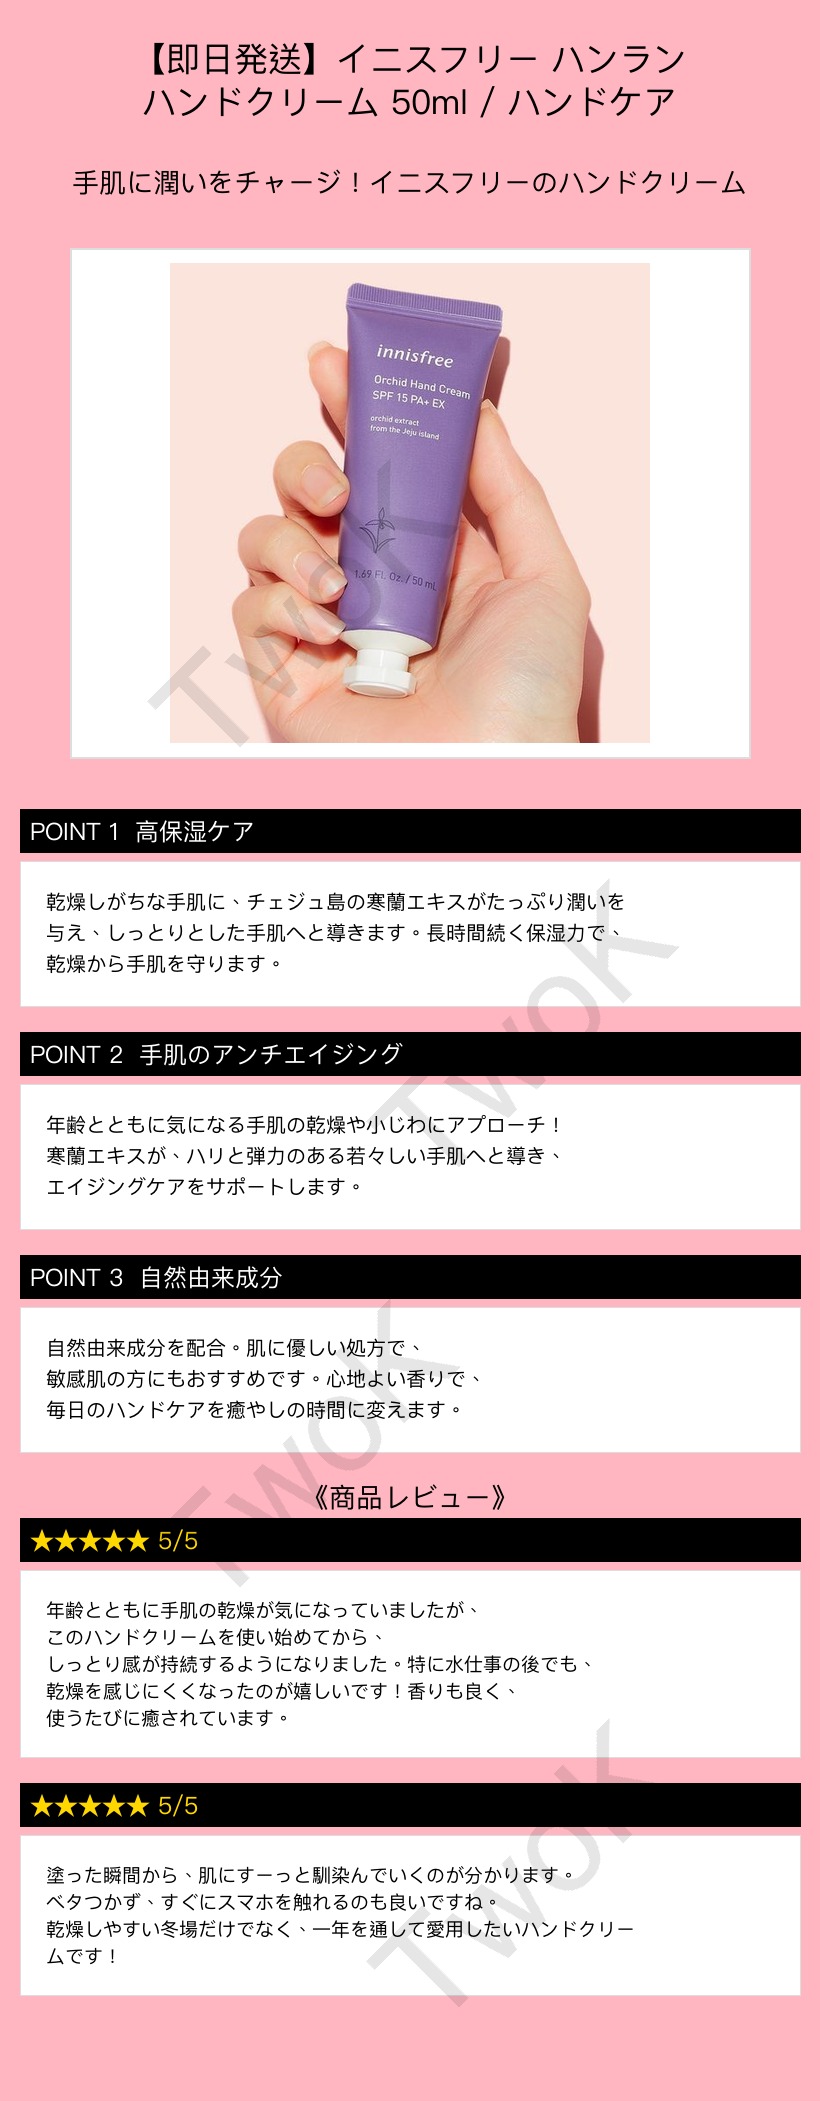 【即日発送】イニスフリー ハンラン
ハンドクリーム 50ml / ハンドケア
手肌に潤いをチャージ！イニスフリーのハンドクリーム
innisfree
Orchid Hand Cream
SPF 15 PA+ EX
orchid extract
from the Jeju island
1.69 Fl. Oz. / 50 mL
TwoK
POINT 1 高保湿ケア
乾燥しがちな手肌に、チェジュ島の寒蘭エキスがたっぷり潤いを
与え、しっとりとした手肌へと導きます。長時間続く保湿力で、
乾燥から手肌を守ります。
TwoK
POINT 2 手肌のアンチエイジング
年齢とともに気になる手肌の乾燥や小じわにアプローチ！
寒蘭エキスが、ハリと弾力のある若々しい手肌へと導き、
エイジングケアをサポートします。
POINT 3 自然由来成分
自然由来成分を配合。肌に優しい処方で、
敏感肌の方にもおすすめです。心地よい香りで、
毎日のハンドケアを癒やしの時間に変えます。
TwoK
《商品レビュー》
★★★★★ 5/5
年齢とともに手肌の乾燥が気になっていましたが、
このハンドクリームを使い始めてから、
しっとり感が持続するようになりました。特に水仕事の後でも、
乾燥を感じにくくなったのが嬉しいです！香りも良く、
使うたびに癒されています。
★★★★★ 5/5
塗った瞬間から、肌にすーっと馴染んでいくのが分かります。
ベタつかず、すぐにスマホを触れるのも良いですね。
乾燥しやすい冬場だけでなく、一年を通して愛用したいハンドクリー
ムです！
TwoK